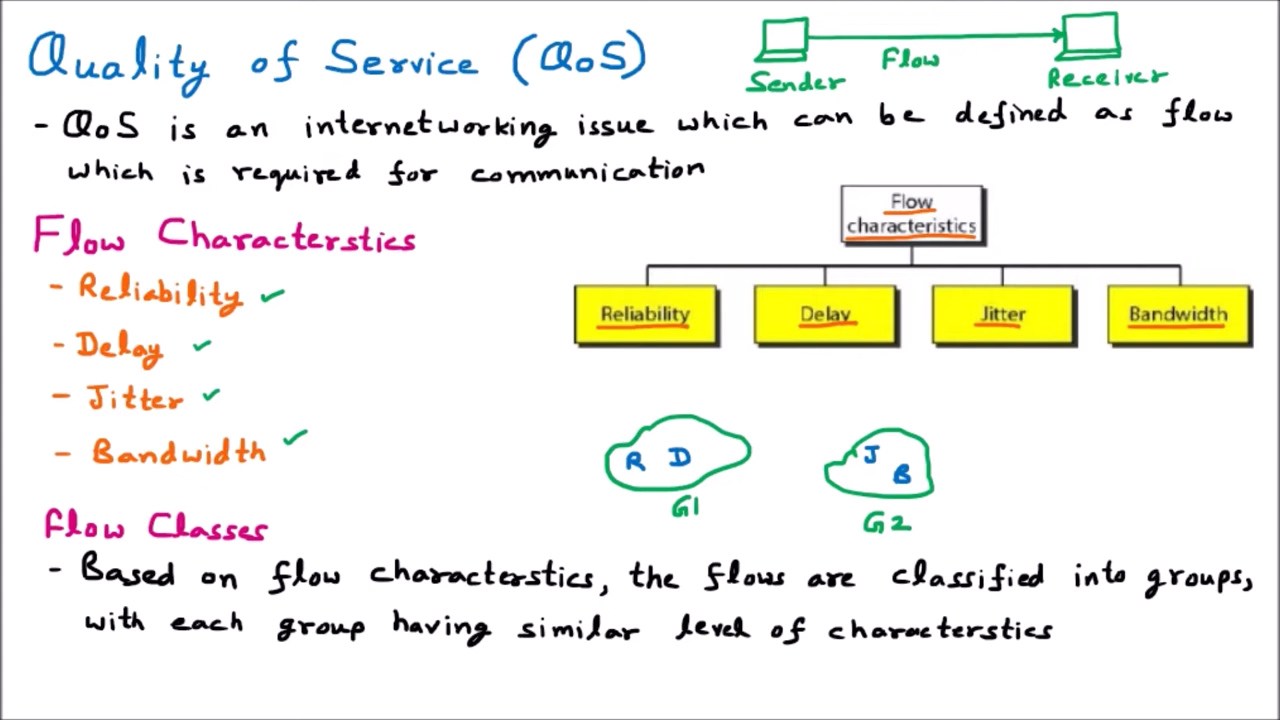 Quality of Service (QoS)
Sender
Flow
Receiver
- QoS is an internetworking issue which can be defined as flow
which is required for communication
Flow Characterstics
- Reliability
- Delay
- Jitter
- Bandwidth
Flow
characteristics
Reliability
Delay
Jitter
Bandwidth
R D
G1
J
B
G2
Flow Classes
- Based on flow characterstics, the flows are classified into groups,
with each group having similar level of characterstics